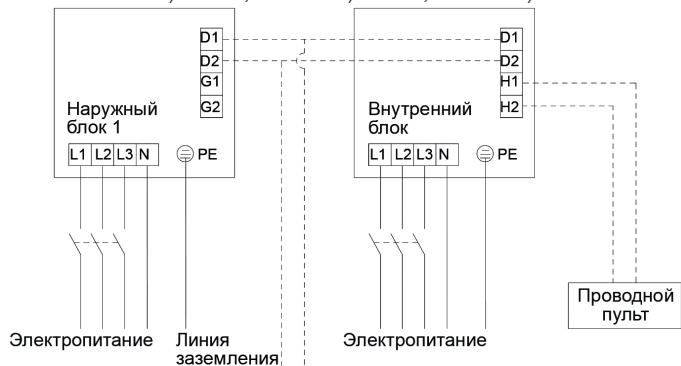 D1
D2
G1
G2
Наружный
блок 1
L1 L2 L3 N PE
D1
D2
H1
H2
Внутренний
блок
L1 L2 L3 N PE
Проводной
пульт
Электропитание
Линия
заземления
Электропитание